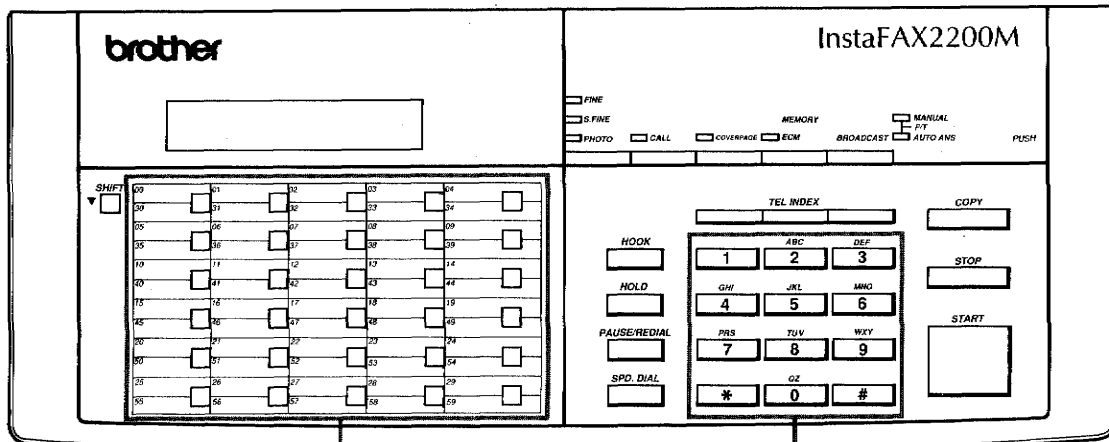 brother
InstaFAX2200M
FINE
S.FINE
PHOTO
CALL
COVERPAGE
MEMORY
ECM
BROADCAST
MANUAL
P/T
AUTO ANS
PUSH
SHIFT
00 01 02 03 04
30 31 32 33 34
05 06 07 08 09
35 36 37 38 39
10 11 12 13 14
40 41 42 43 44
15 16 17 18 19
45 46 47 48 49
20 21 22 23 24
50 51 52 53 54
25 26 27 28 29
55 56 57 58 59
TEL INDEX
COPY
HOOK
ABC DEF
1 2 3
STOP
HOLD
GHI JKL MNO
4 5 6
START
PAUSE/REDIAL
PRS TUV WXY
7 8 9
SPD. DIAL
QZ
* 0 #